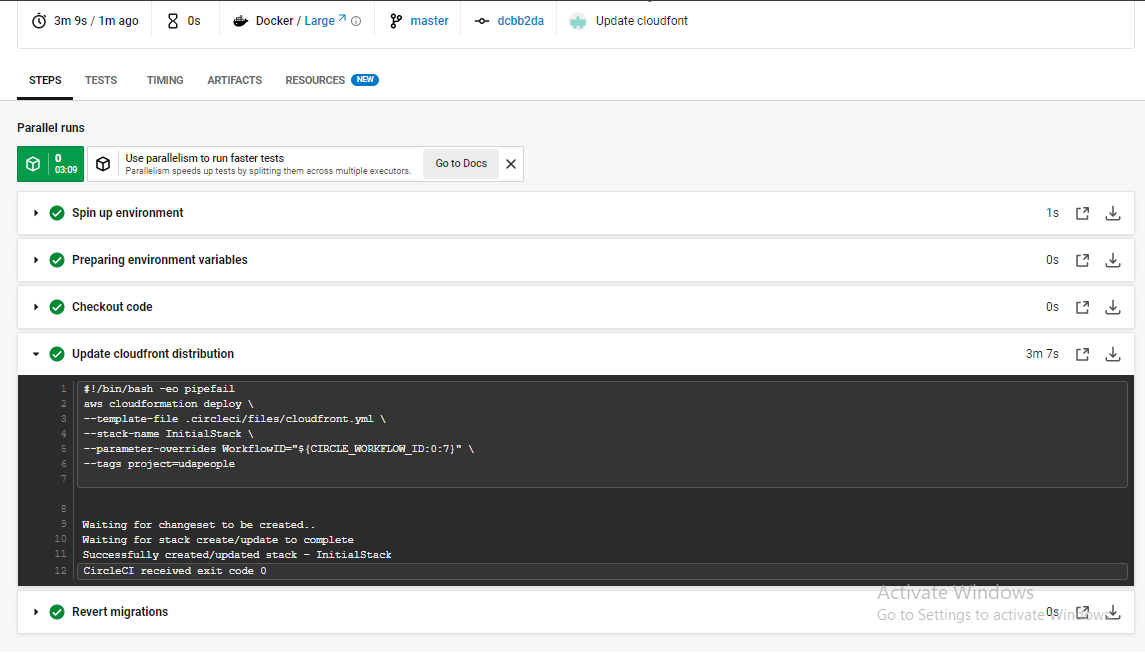 3m 9s / 1m ago
0s
Docker / Large
master
dcbb2da
Update cloudfont
STEPS
TESTS
TIMING
ARTIFACTS
RESOURCES
NEW
Parallel runs
0
03:09
Use parallelism to run faster tests
Parallelism speeds up tests by splitting them across multiple executors.
Go to Docs
Spin up environment
1s
Preparing environment variables
0s
Checkout code
0s
Update cloudfront distribution
3m 7s
1 #!/bin/bash -eo pipefail
2 aws cloudformation deploy \
3 --template-file .circleci/files/cloudfront.yml \
4 --stack-name InitialStack \
5 --parameter-overrides WorkflowID="${CIRCLE_WORKFLOW_ID:0:7}" \
6 --tags project=udapeople
7
8
9 Waiting for changeset to be created..
10 Waiting for stack create/update to complete
11 Successfully created/updated stack - InitialStack
12 CircleCI received exit code 0
Revert migrations
0s
Activate Windows
Go to Settings to activate Windows.